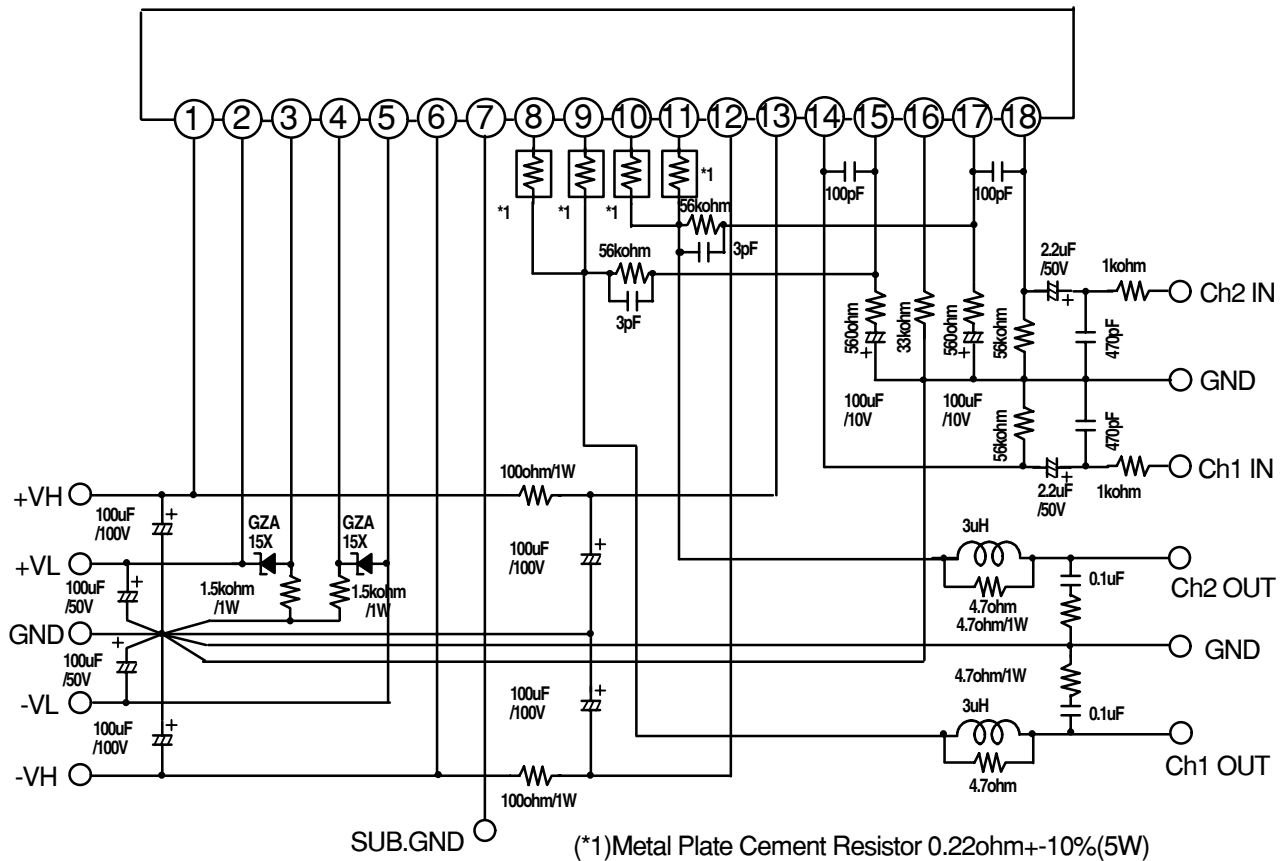 1 2 3 4 5 6 7 8 9 10 11 12 13 14 15 16 17 18
*1 *1 *1 *1
100pF 100pF
56kohm
3pF
56kohm
3pF
2.2uF
/50V
1kohm
Ch2 IN
560ohm
33kohm
560ohm
56kohm
470pF
100uF
/10V
100uF
/10V
GND
56kohm
470pF
2.2uF
/50V
1kohm
Ch1 IN
+VH
100uF
/100V
100ohm/1W
GZA
15X
GZA
15X
100uF
/100V
3uH
+VL
100uF
/50V
1.5kohm
/1W
1.5kohm
/1W
4.7ohm
4.7ohm/1W
0.1uF
Ch2 OUT
GND
100uF
/50V
GND
4.7ohm/1W
-VL
100uF
/100V
100uF
/100V
3uH
0.1uF
-VH
100ohm/1W
4.7ohm
Ch1 OUT
SUB.GND
(*1)Metal Plate Cement Resistor 0.22ohm+-10%(5W)